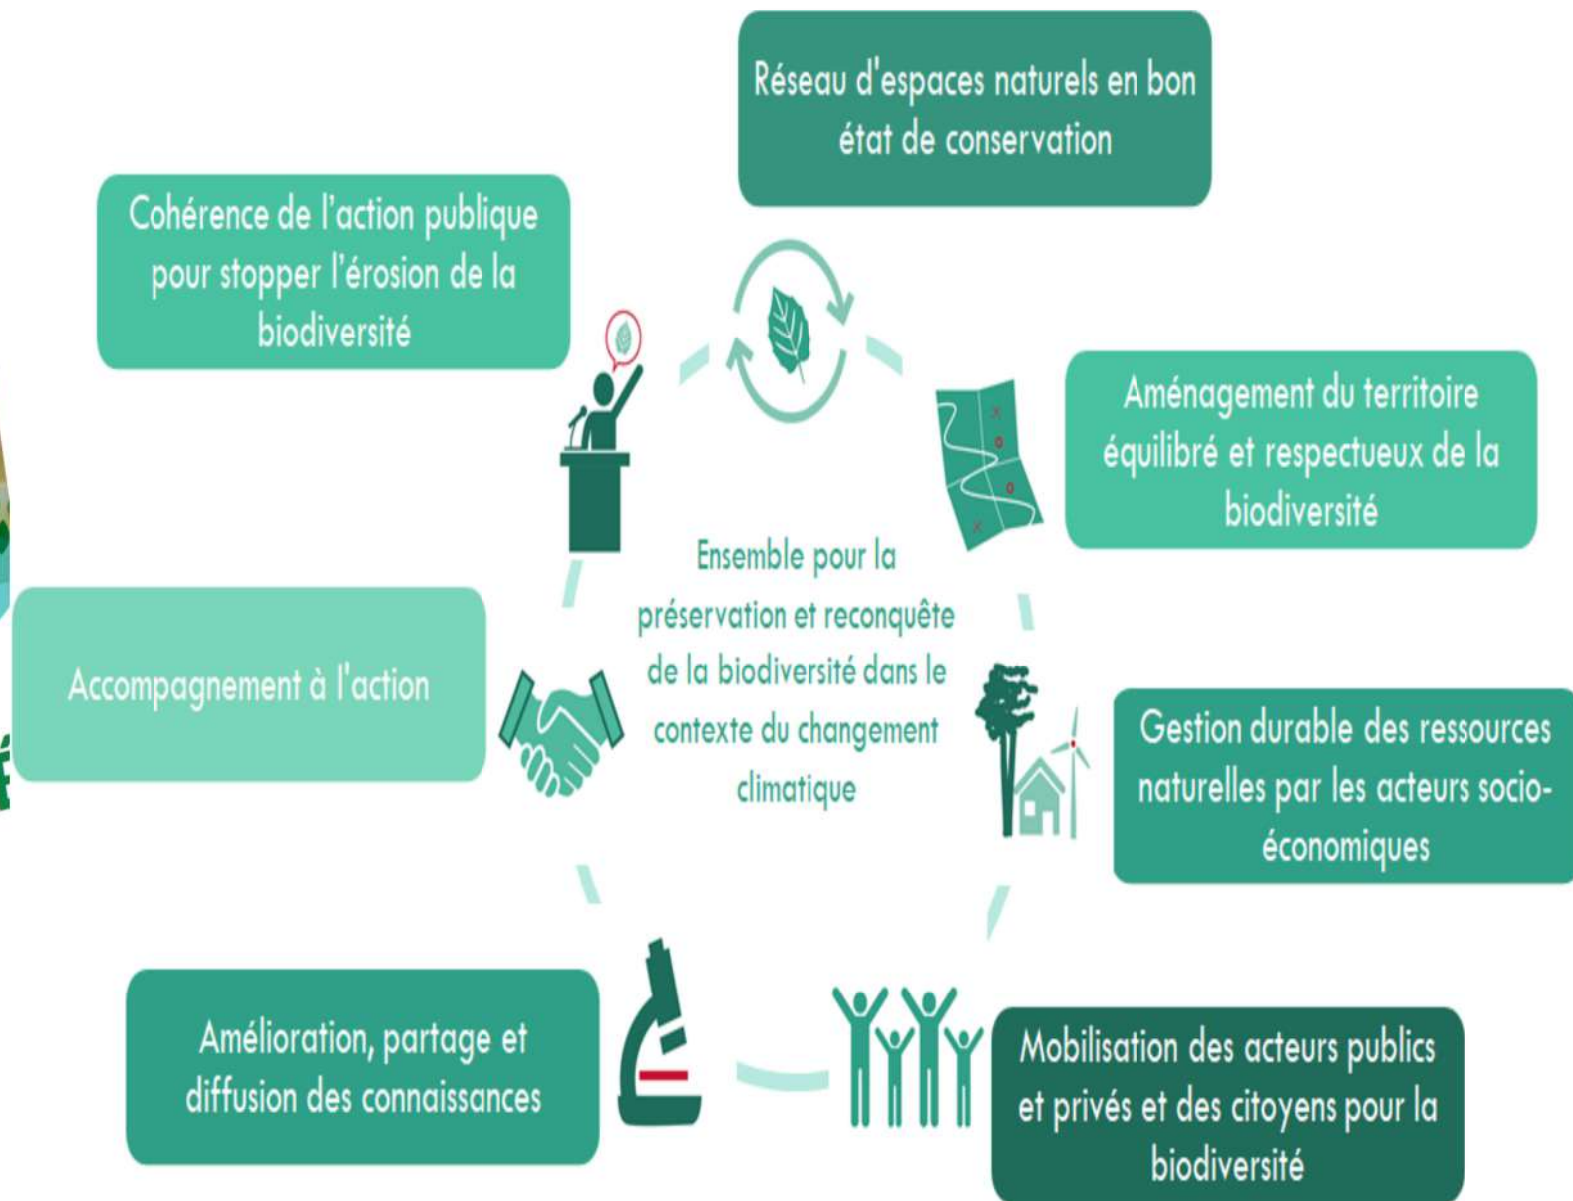 Réseau d'espaces naturels en bon
état de conservation
Cohérence de l'action publique
pour stopper l'érosion de la
biodiversité
Aménagement du territoire
équilibré et respectueux de la
biodiversité
Ensemble pour la
préservation et reconquête
de la biodiversité dans le
contexte du changement
climatique
Accompagnement à l'action
Gestion durable des ressources
naturelles par les acteurs socio-
économiques
Amélioration, partage et
diffusion des connaissances
Mobilisation des acteurs publics
et privés et des citoyens pour la
biodiversité